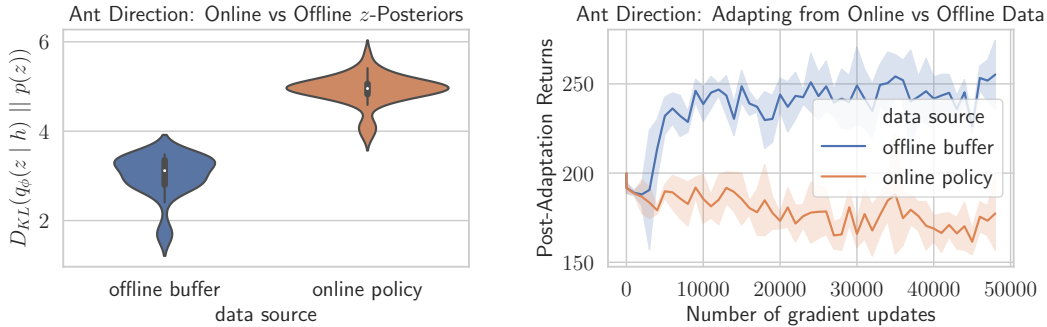 Ant Direction: Online vs Offline z-Posteriors
D_{KL}(q_ϕ(z | h) || p(z))
6
4
2
offline buffer online policy
data source
Ant Direction: Adapting from Online vs Offline Data
Post-Adaptation Returns
250
200
150
data source
offline buffer
online policy
0 10000 20000 30000 40000 50000
Number of gradient updates